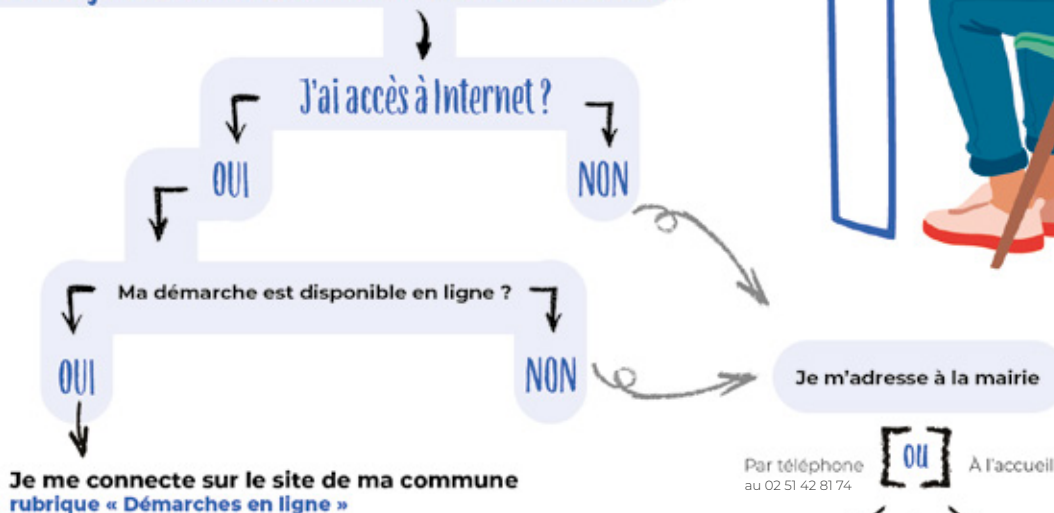 J'ai accès à Internet ?
OUI
NON
Ma démarche est disponible en ligne ?
OUI
NON
Je m'adresse à la mairie
Par téléphone
au 02 51 42 81 74
OU
À l'accueil
Je me connecte sur le site de ma commune
rubrique « Démarches en ligne »